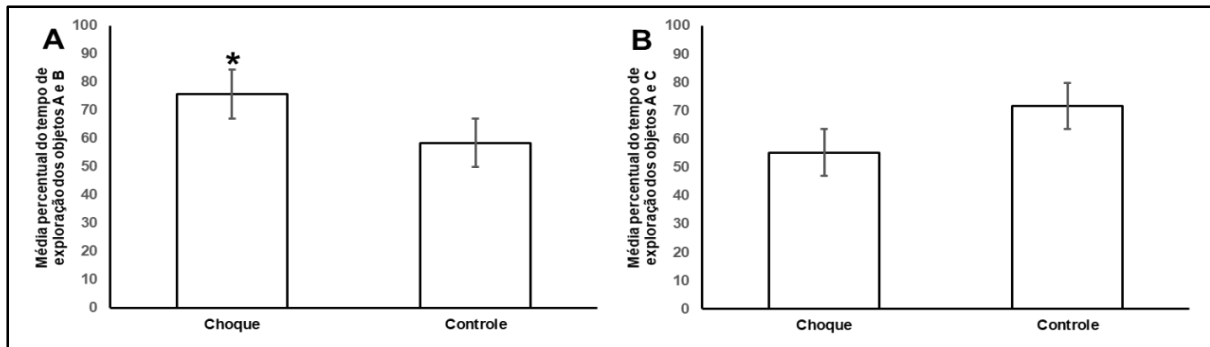 A
*
Média percentual do tempo de
exploração dos objetos A e B
100
90
80
70
60
50
40
30
20
10
0
Choque
Controle
B
Média percentual do tempo de
exploração dos objetos A e C
100
90
80
70
60
50
40
30
20
10
0
Choque
Controle